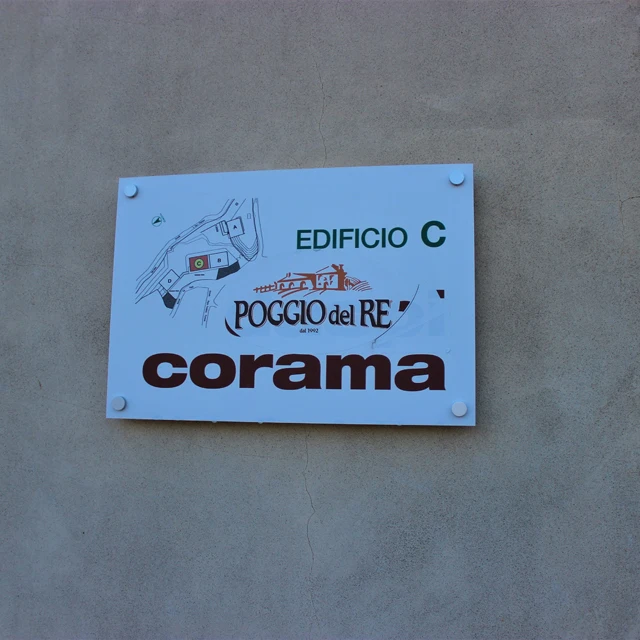 EDIFICIO C
POGGIO del RE
dal 1992
corama